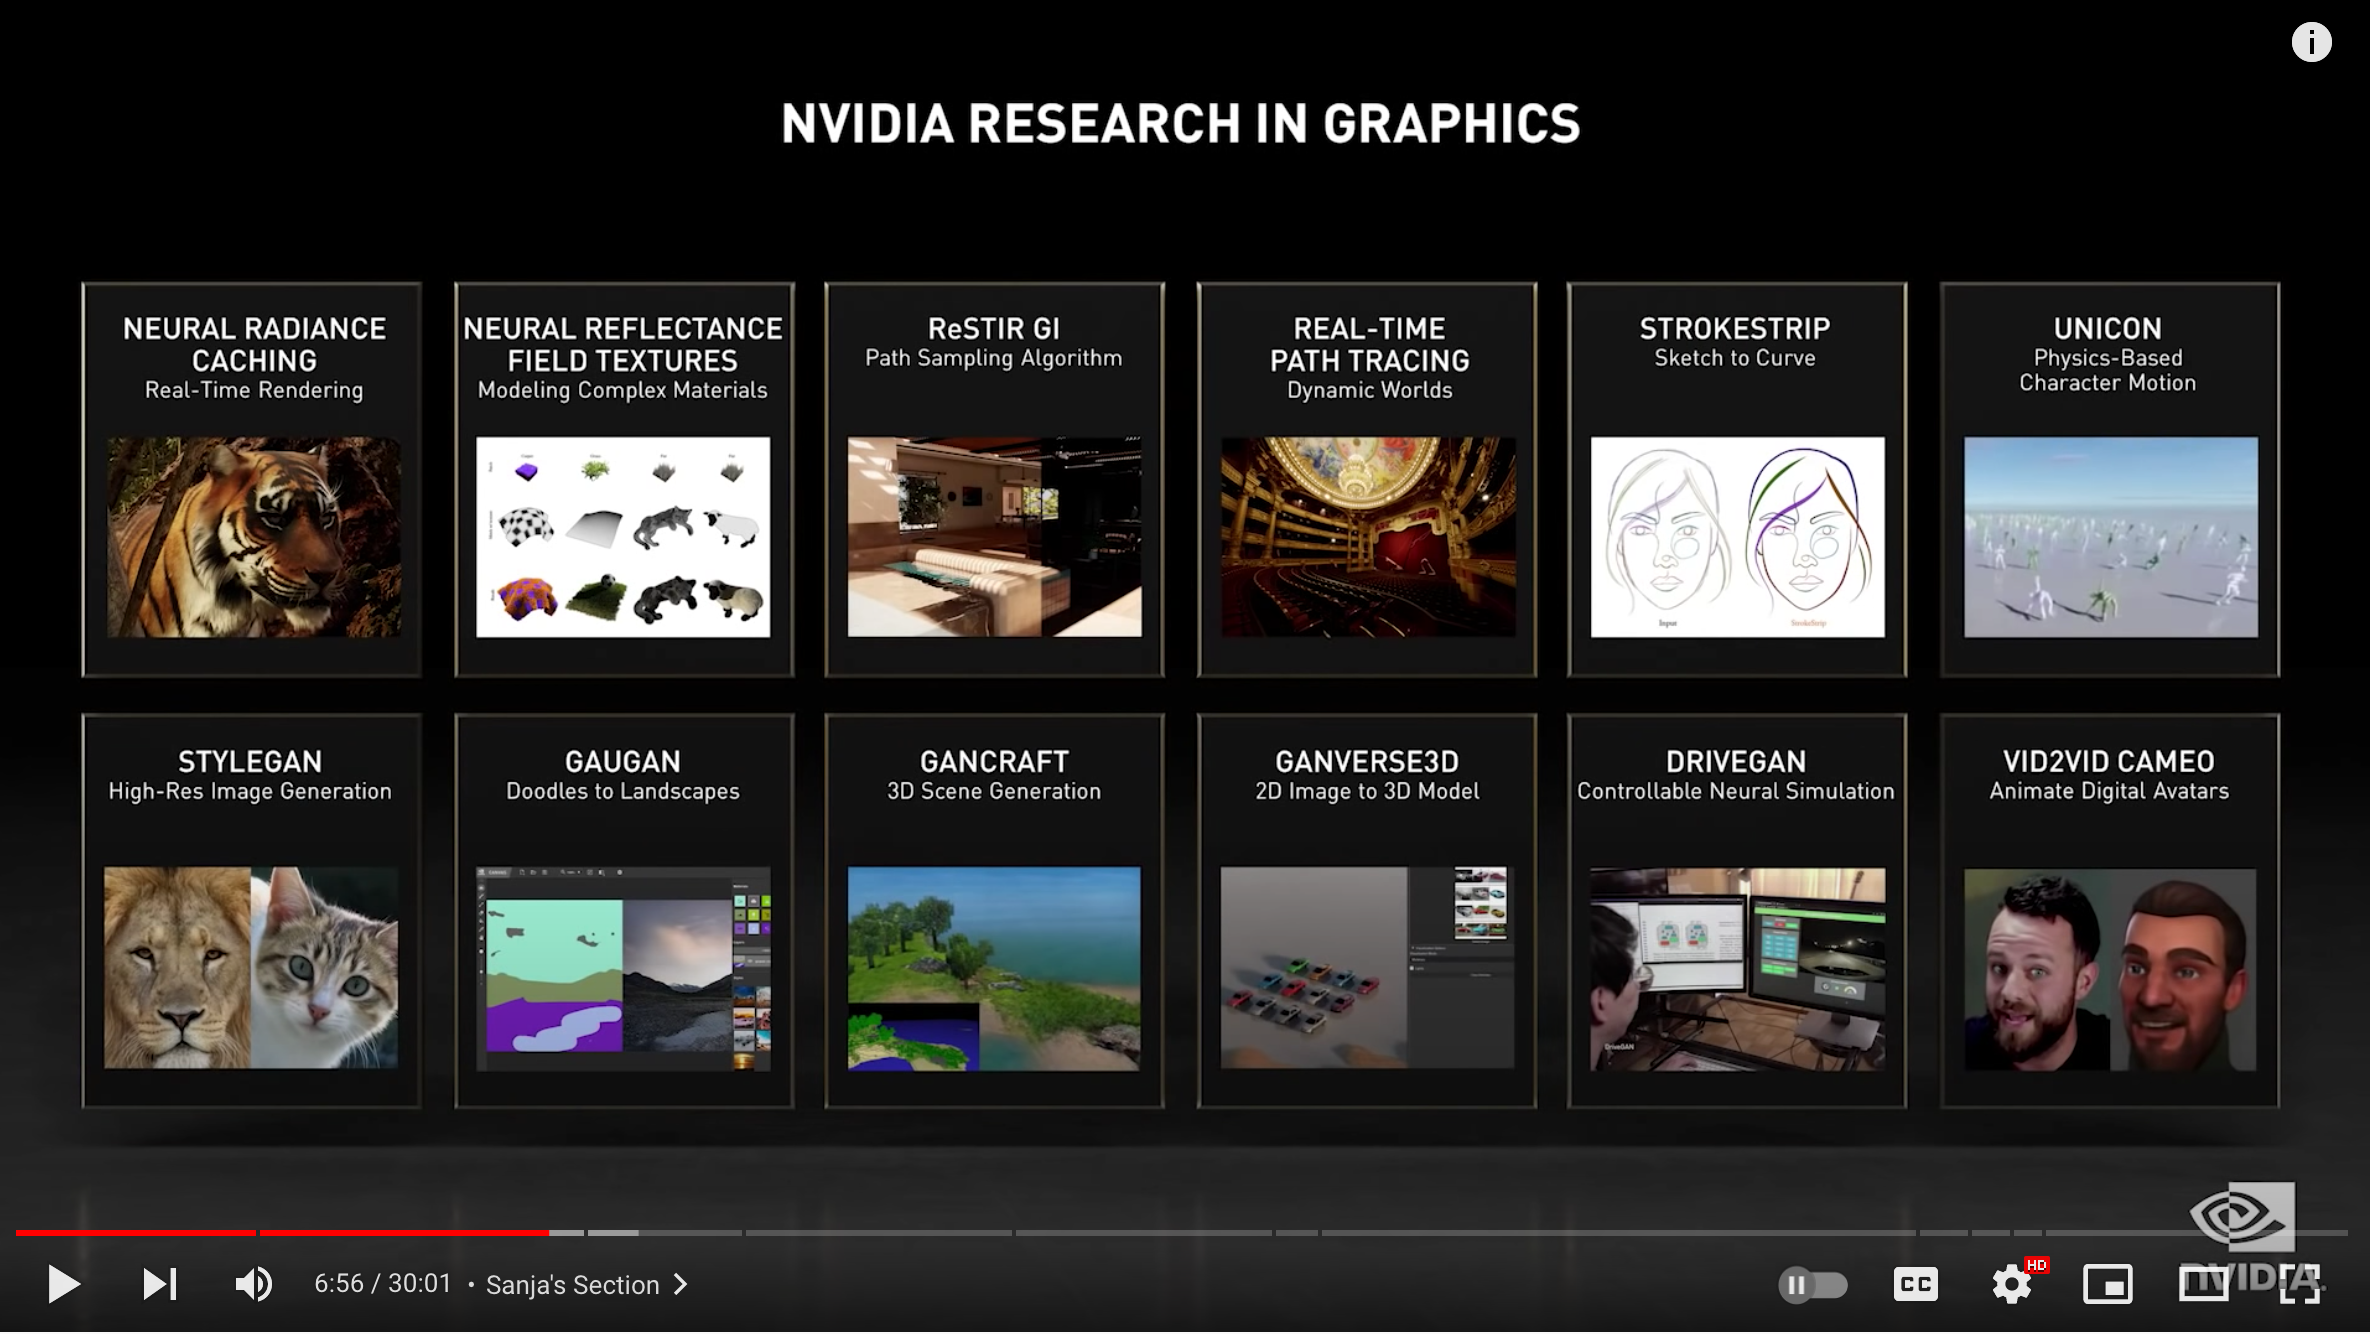 NVIDIA RESEARCH IN GRAPHICS
NEURAL RADIANCE
CACHING
Real-Time Rendering
NEURAL REFLECTANCE
FIELD TEXTURES
Modeling Complex Materials
ReSTIR GI
Path Sampling Algorithm
REAL-TIME
PATH TRACING
Dynamic Worlds
STROKESTRIP
Sketch to Curve
Input
StrokeStrip
UNICON
Physics-Based
Character Motion
STYLEGAN
High-Res Image Generation
GAUGAN
Doodles to Landscapes
GANCRAFT
3D Scene Generation
GANVERSE3D
2D Image to 3D Model
DRIVEGAN
Controllable Neural Simulation
DriveGAN
VID2VID CAMEO
Animate Digital Avatars
NVIDIA.
6:56 / 30:01 • Sanja's Section
CC
HD